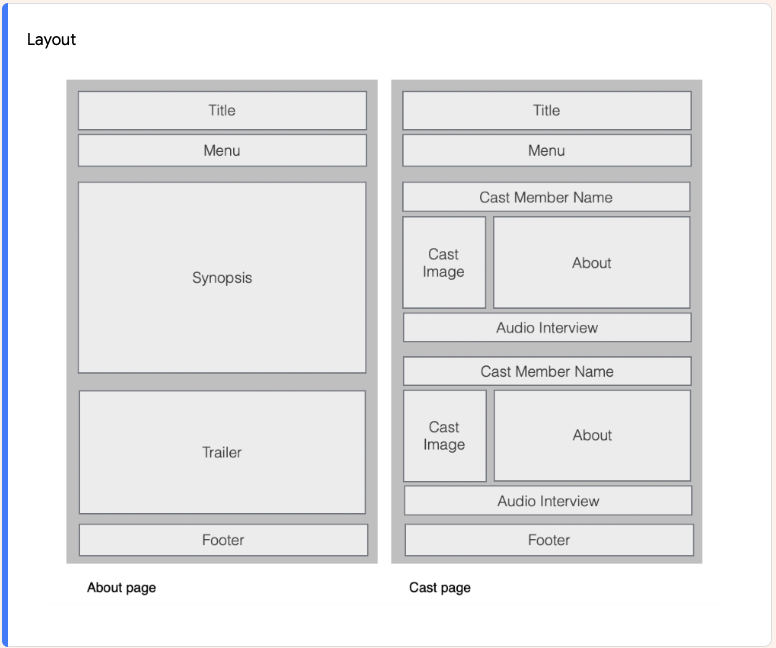 Layout
Title
Menu
Synopsis
Trailer
Footer
About page
Title
Menu
Cast Member Name
Cast
Image
About
Audio Interview
Cast Member Name
Cast
Image
About
Audio Interview
Footer
Cast page